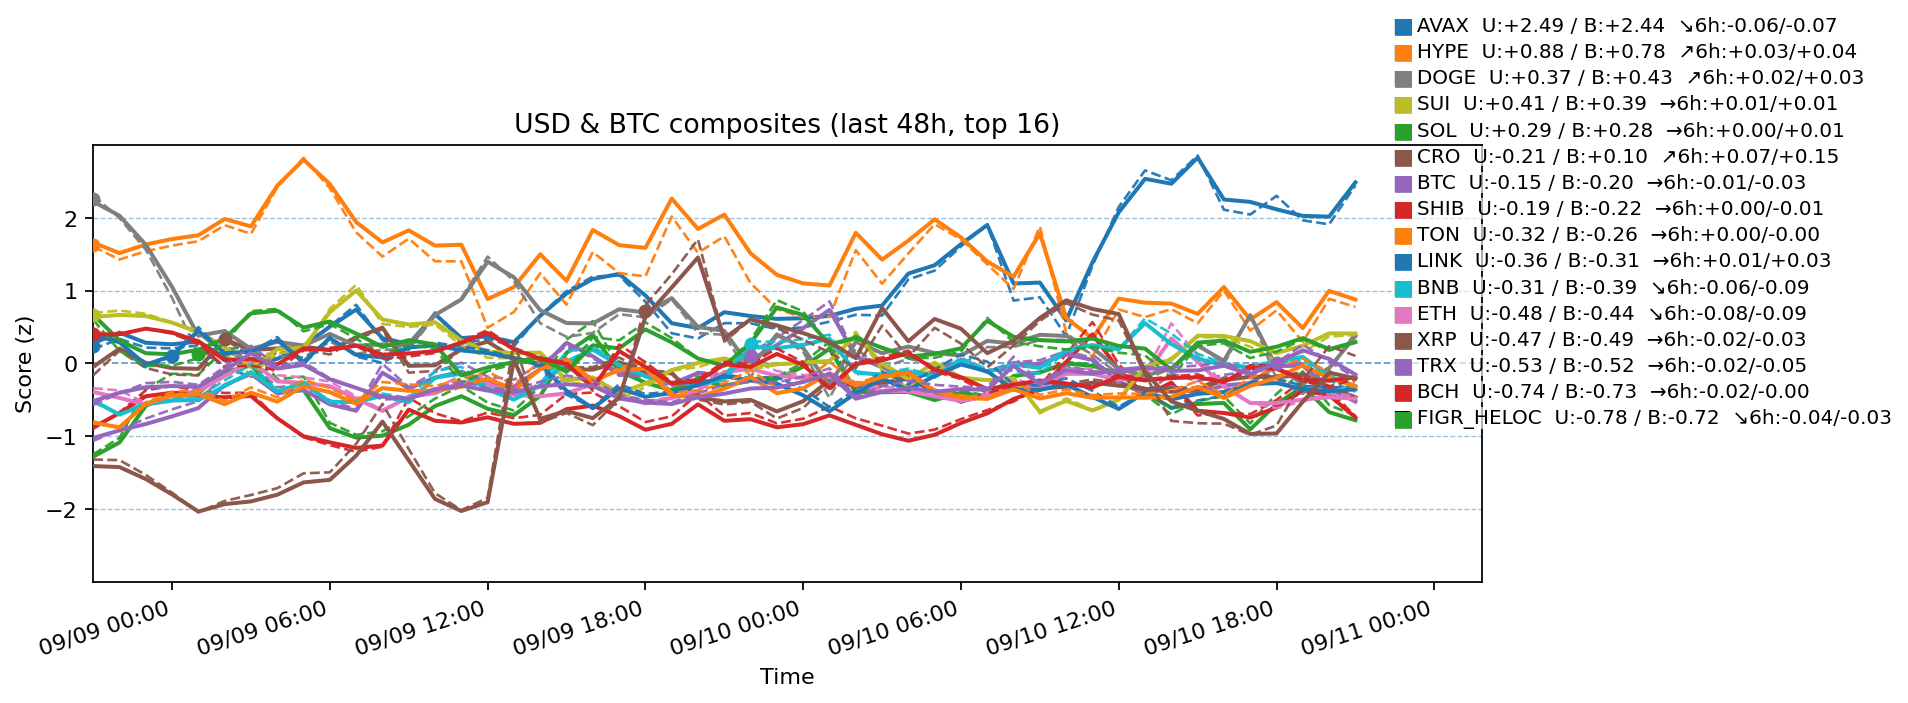 AVAX  U:+2.49 / B:+2.44  ↘6h:-0.06/-0.07
HYPE  U:+0.88 / B:+0.78  ↗6h:+0.03/+0.04
DOGE  U:+0.37 / B:+0.43  ↗6h:+0.02/+0.03
SUI  U:+0.41 / B:+0.39  →6h:+0.01/+0.01
SOL  U:+0.29 / B:+0.28  →6h:+0.00/+0.01
CRO  U:-0.21 / B:+0.10  ↗6h:+0.07/+0.15
BTC  U:-0.15 / B:-0.20  →6h:-0.01/-0.03
SHIB  U:-0.19 / B:-0.22  →6h:+0.00/-0.01
TON  U:-0.32 / B:-0.26  →6h:+0.00/-0.00
LINK  U:-0.36 / B:-0.31  →6h:+0.01/+0.03
BNB  U:-0.31 / B:-0.39  ↘6h:-0.06/-0.09
ETH  U:-0.48 / B:-0.44  ↘6h:-0.08/-0.09
XRP  U:-0.47 / B:-0.49  →6h:-0.02/-0.03
TRX  U:-0.53 / B:-0.52  →6h:-0.02/-0.05
BCH  U:-0.74 / B:-0.73  →6h:-0.02/-0.00
FIGR_HELOC  U:-0.78 / B:-0.72  ↘6h:-0.04/-0.03
USD & BTC composites (last 48h, top 16)
Score (z)
2
1
0
−1
−2
09/09 00:00
09/09 06:00
09/09 12:00
09/09 18:00
09/10 00:00
09/10 06:00
09/10 12:00
09/10 18:00
09/11 00:00
Time